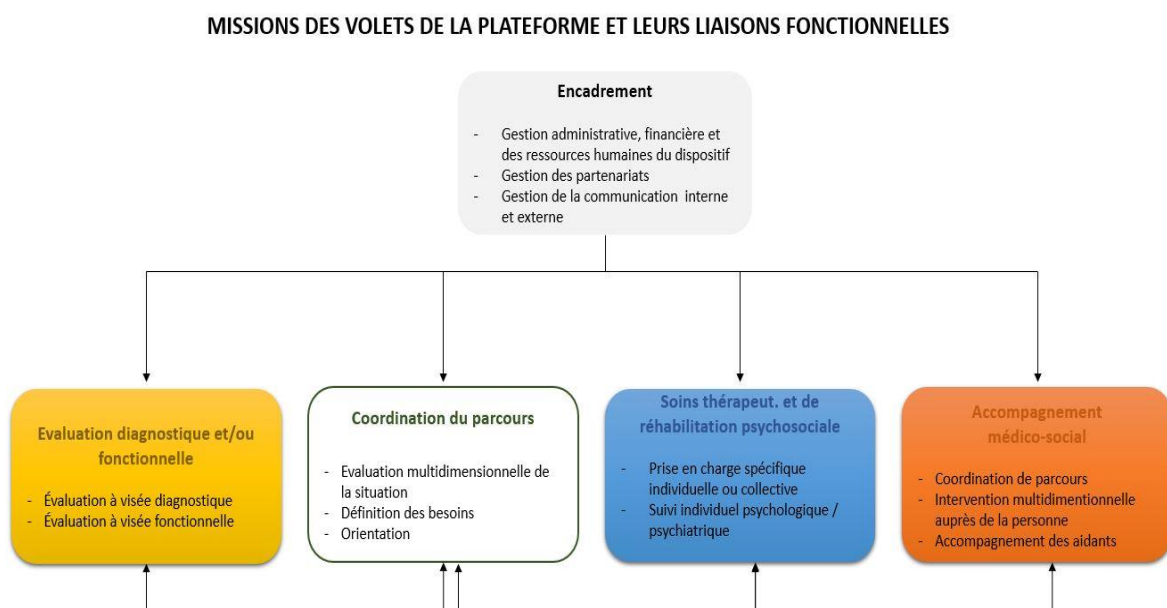 MISSIONS DES VOLETS DE LA PLATEFORME ET LEURS LIAISONS FONCTIONNELLES
Encadrement
- Gestion administrative, financière et
des ressources humaines du dispositif
- Gestion des partenariats
- Gestion de la communication interne
et externe
Evaluation diagnostique et/ou
fonctionnelle
- Évaluation à visée diagnostique
- Évaluation à visée fonctionnelle
Coordination du parcours
- Evaluation multidimensionnelle de
la situation
- Définition des besoins
- Orientation
Soins thérapeut. et de
réhabilitation psychosociale
- Prise en charge spécifique
individuelle ou collective
- Suivi individuel psychologique /
psychiatrique
Accompagnement
médico-social
- Coordination de parcours
- Intervention multidimentionnelle
auprès de la personne
- Accompagnement des aidants